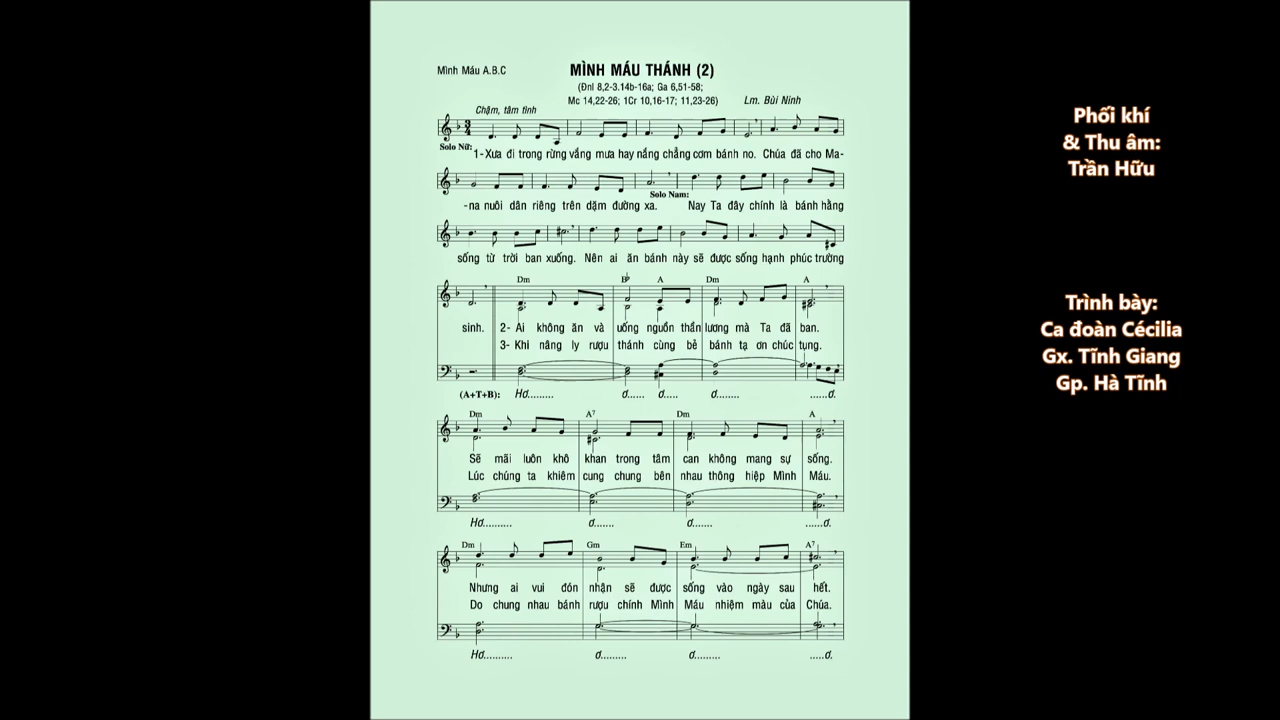 Mình Máu A.B.C
MÌNH MÁU THÁNH (2)
(Đnl 8,2-3.14b-16a; Ga 6,51-58;
Mc 14,22-26; 1Cr 10,16-17; 11,23-26)
Lm. Bùi Ninh
Chậm, tâm tình
Solo Nữ:
1-Xưa đi trong rừng vắng mưa hay nắng chẳng cơm bánh no. Chúa đã cho Ma-
Solo Nam:
-na nuôi dân riêng trên dặm đường xa. Nay Ta đây chính là bánh hằng
sống từ trời ban xuống. Nên ai ăn bánh này sẽ được sống hạnh phúc trường
Dm B♭ A Dm A
sinh. 2- Ai không ăn và uống nguồn thần lương mà Ta đã ban.
3- Khi nâng ly rượu thánh cùng bẻ bánh tạ ơn chúc tụng.
(A+T+B): Hơ......... ơ...... ơ..... ơ........ ......ơ.
Dm A7 Dm A
Sẽ mãi luôn khô khan trong tâm can không mang sự sống.
Lúc chúng ta khiêm cung chung bên nhau thông hiệp Mình Máu.
Hơ.......... ơ....... ơ....... ......ơ.
Dm Gm Em A7
Nhưng ai vui đón nhận sẽ được sống vào ngày sau hết.
Do chung nhau bánh rượu chính Mình Máu nhiệm màu của Chúa.
Hơ.......... ơ........ ơ........ .....ơ.
Phối khí
& Thu âm:
Trần Hữu
Trình bày:
Ca đoàn Cécilia
Gx. Tĩnh Giang
Gp. Hà Tĩnh